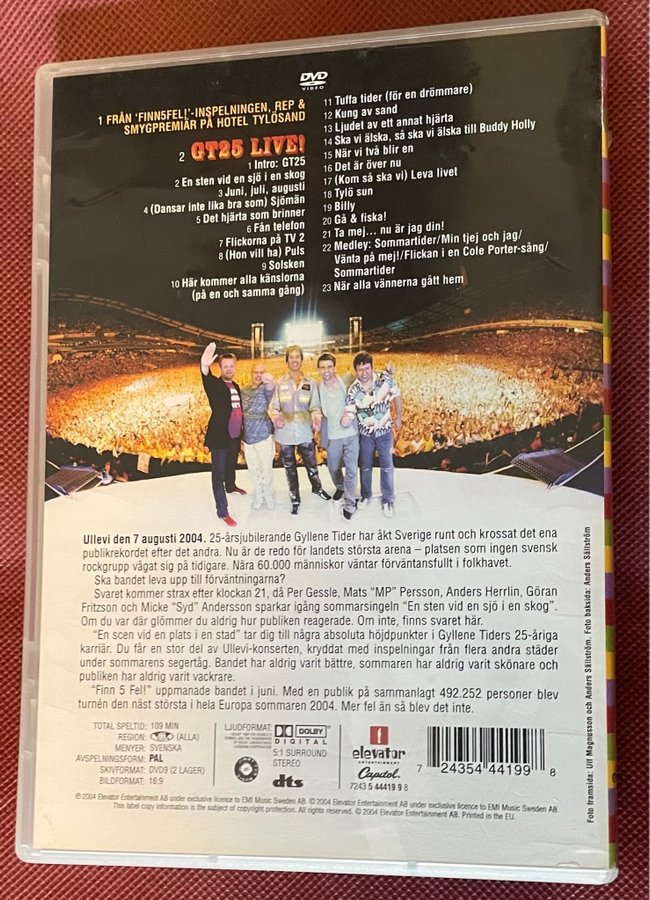 DVD
VIDEO
1 FRÅN 'FINN5FEL!'-INSPELNINGEN, REP &
SMYGPREMIÄR PÅ HOTEL TYLÖSAND
2 GT25 LIVE!
1 Intro: GT25
2 En sten vid en sjö i en skog
3 Juni, juli, augusti
4 (Dansar inte lika bra som) Sjömän
5 Det hjärta som brinner
6 Fån telefon
7 Flickorna på TV 2
8 (Hon vill ha) Puls
9 Solsken
10 Här kommer alla känslorna
(på en och samma gång)
11 Tuffa tider (för en drömmare)
12 Kung av sand
13 Ljudet av ett annat hjärta
14 Ska vi älska, så ska vi älska till Buddy Holly
15 När vi två blir en
16 Det är över nu
17 (Kom så ska vi) Leva livet
18 Tylö sun
19 Billy
20 Gå & fiska!
21 Ta mej... nu är jag din!
22 Medley: Sommartider/Min tjej och jag/
Vänta på mej!/Flickan i en Cole Porter-sång/
Sommartider
23 När alla vännerna gått hem
Ullevi den 7 augusti 2004. 25-årsjubilerande Gyllene Tider har åkt Sverige runt och krossat det ena
publikrekordet efter det andra. Nu är de redo för landets största arena – platsen som ingen svensk
rockgrupp vågat sig på tidigare. Nära 60.000 människor väntar förväntansfullt i folkhavet.
Ska bandet leva upp till förväntningarna?
Svaret kommer strax efter klockan 21, då Per Gessle, Mats "MP" Persson, Anders Herrlin, Göran
Fritzson och Micke "Syd" Andersson sparkar igång sommarsingeln "En sten vid en sjö i en skog".
Om du var där glömmer du aldrig hur publiken reagerade. Om inte, finns svaret här.
"En scen vid en plats i en stad" tar dig till några absoluta höjdpunkter i Gyllene Tiders 25-åriga
karriär. Du får en stor del av Ullevi-konserten, kryddat med inspelningar från flera andra städer
under sommarens segertåg. Bandet har aldrig varit bättre, sommaren har aldrig varit skönare och
publiken har aldrig varit vackrare.
"Finn 5 Fel!" uppmanade bandet i juni. Med en publik på sammanlagt 492.252 personer blev
turnén den näst största i hela Europa sommaren 2004. Mer fel än så blev det inte.
TOTAL SPELTID: 109 MIN
REGION: (ALLA)
MENYER: SVENSKA
AVSPELNINGSFORM: PAL
SKIVFORMAT: DVD9 (2 LAGER)
BILDFORMAT: 16:9
LJUDFORMAT:
DOLBY
DIGITAL
5:1 SURROUND
STEREO
dts
elevator
entertainment
Capitol.
7243 5 44419 9 8
7 24354 44199 8
℗ 2004 Elevator Entertainment AB under exclusive licence to EMI Music Sweden AB. © 2004 Elevator Entertainment AB under exclusive licence to EMI Music Sweden AB.
This label copy information is the subject of copyright protection. All rights reserved. © 2004 Elevator Entertainment AB. Printed in the EU.
Foto framsida: Ulf Magnusson och Anders Sällström. Foto baksida: Anders Sällström